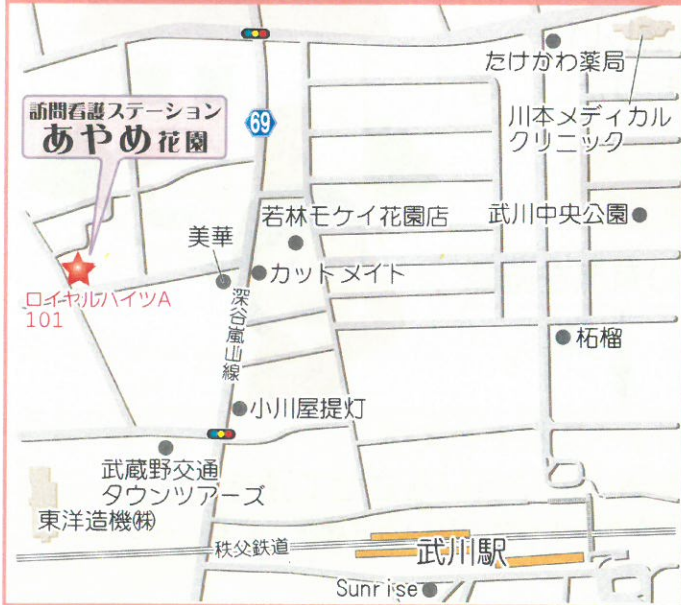 たけかわ薬局
訪問看護ステーション
あやめ花園
69
川本メディカル
クリニック
若林モケイ花園店
武川中央公園
美華
カットメイト
ロイヤルハイツA
101
深谷嵐山線
柘榴
小川屋提灯
武蔵野交通
タウンツアーズ
東洋造機㈱
秩父鉄道
武川駅
Sunrise